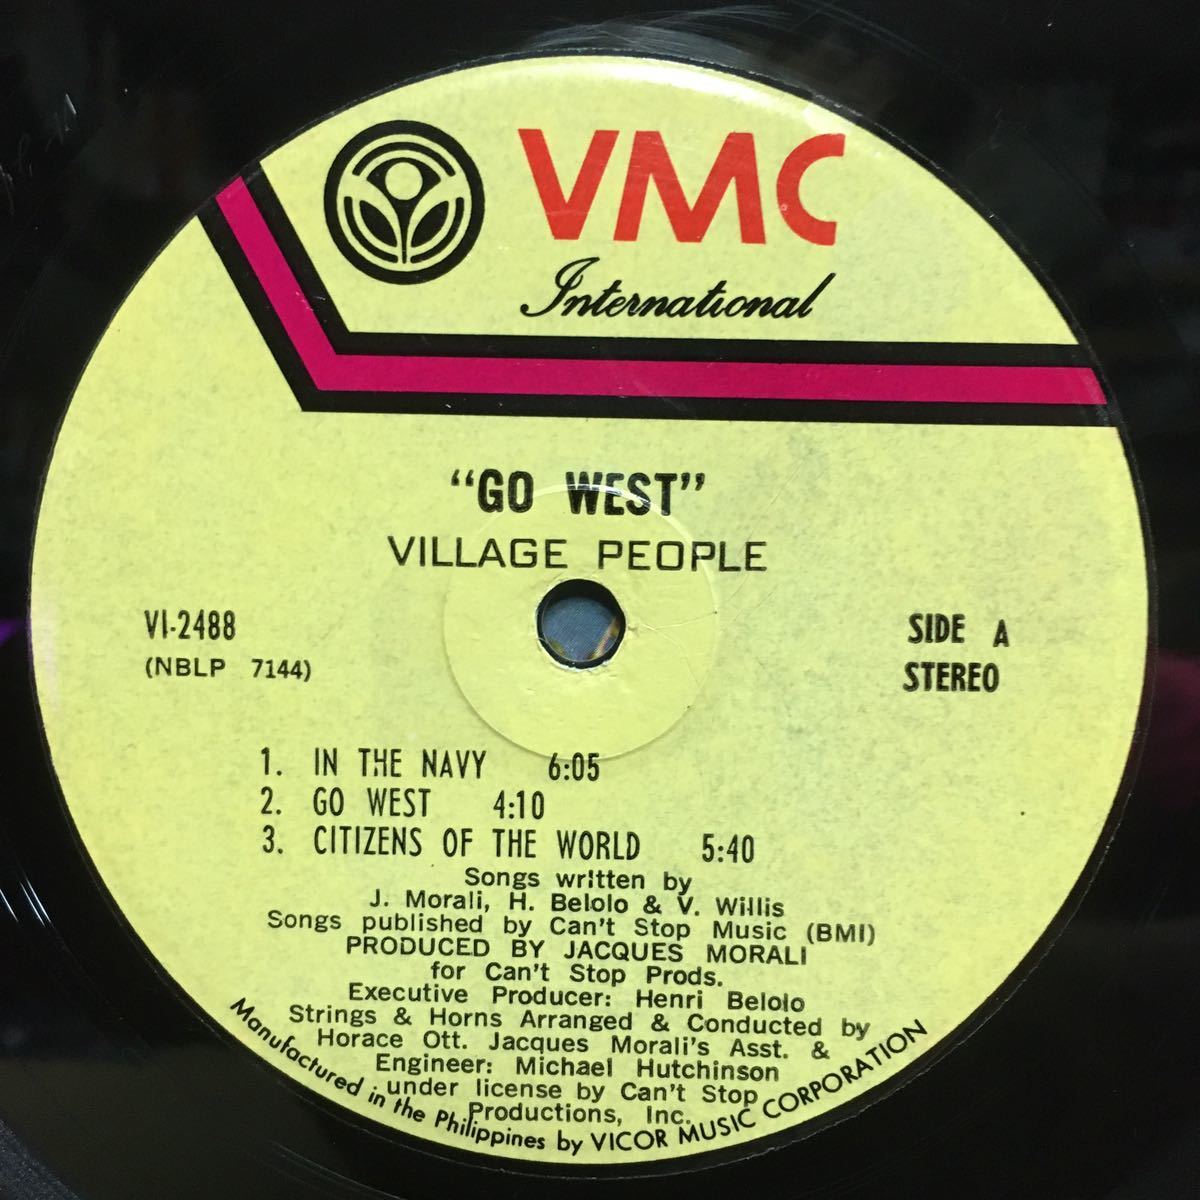 VMC
International
“GO WEST”
VILLAGE PEOPLE
VI-2488
(NBLP 7144)
SIDE A
STEREO
1. IN THE NAVY 6:05
2. GO WEST 4:10
3. CITIZENS OF THE WORLD 5:40
Songs written by
J. Morali, H. Belolo & V. Willis
Songs published by Can't Stop Music (BMI)
PRODUCED BY JACQUES MORALI
for Can't Stop Prods.
Executive Producer: Henri Belolo
Strings & Horns Arranged & Conducted by
Horace Ott. Jacques Morali's Asst. &
Engineer: Michael Hutchinson
under license by Can't Stop
Productions, Inc.
Manufactured in the Philippines by VICOR MUSIC CORPORATION